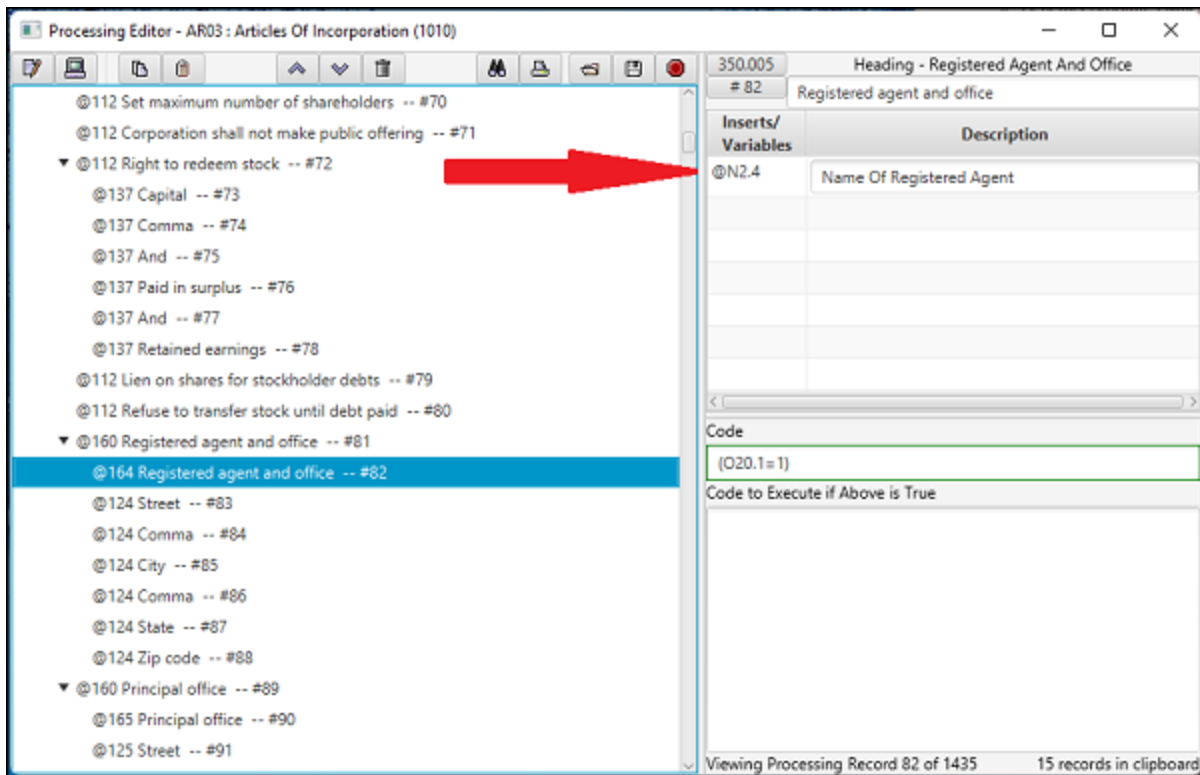 Processing Editor - AR03 : Articles Of Incorporation (1010)
@112 Set maximum number of shareholders -- #70
@112 Corporation shall not make public offering -- #71
@112 Right to redeem stock -- #72
@137 Capital -- #73
@137 Comma -- #74
@137 And -- #75
@137 Paid in surplus -- #76
@137 And -- #77
@137 Retained earnings -- #78
@112 Lien on shares for stockholder debts -- #79
@112 Refuse to transfer stock until debt paid -- #80
@160 Registered agent and office -- #81
@164 Registered agent and office -- #82
@124 Street -- #83
@124 Comma -- #84
@124 City -- #85
@124 Comma -- #86
@124 State -- #87
@124 Zip code -- #88
@160 Principal office -- #89
@165 Principal office -- #90
@125 Street -- #91
350.005 Heading - Registered Agent And Office
# 82 Registered agent and office
Inserts/
Variables Description
@N2.4 Name Of Registered Agent
Code
(O20.1=1)
Code to Execute if Above is True
Viewing Processing Record 82 of 1435 15 records in clipboard